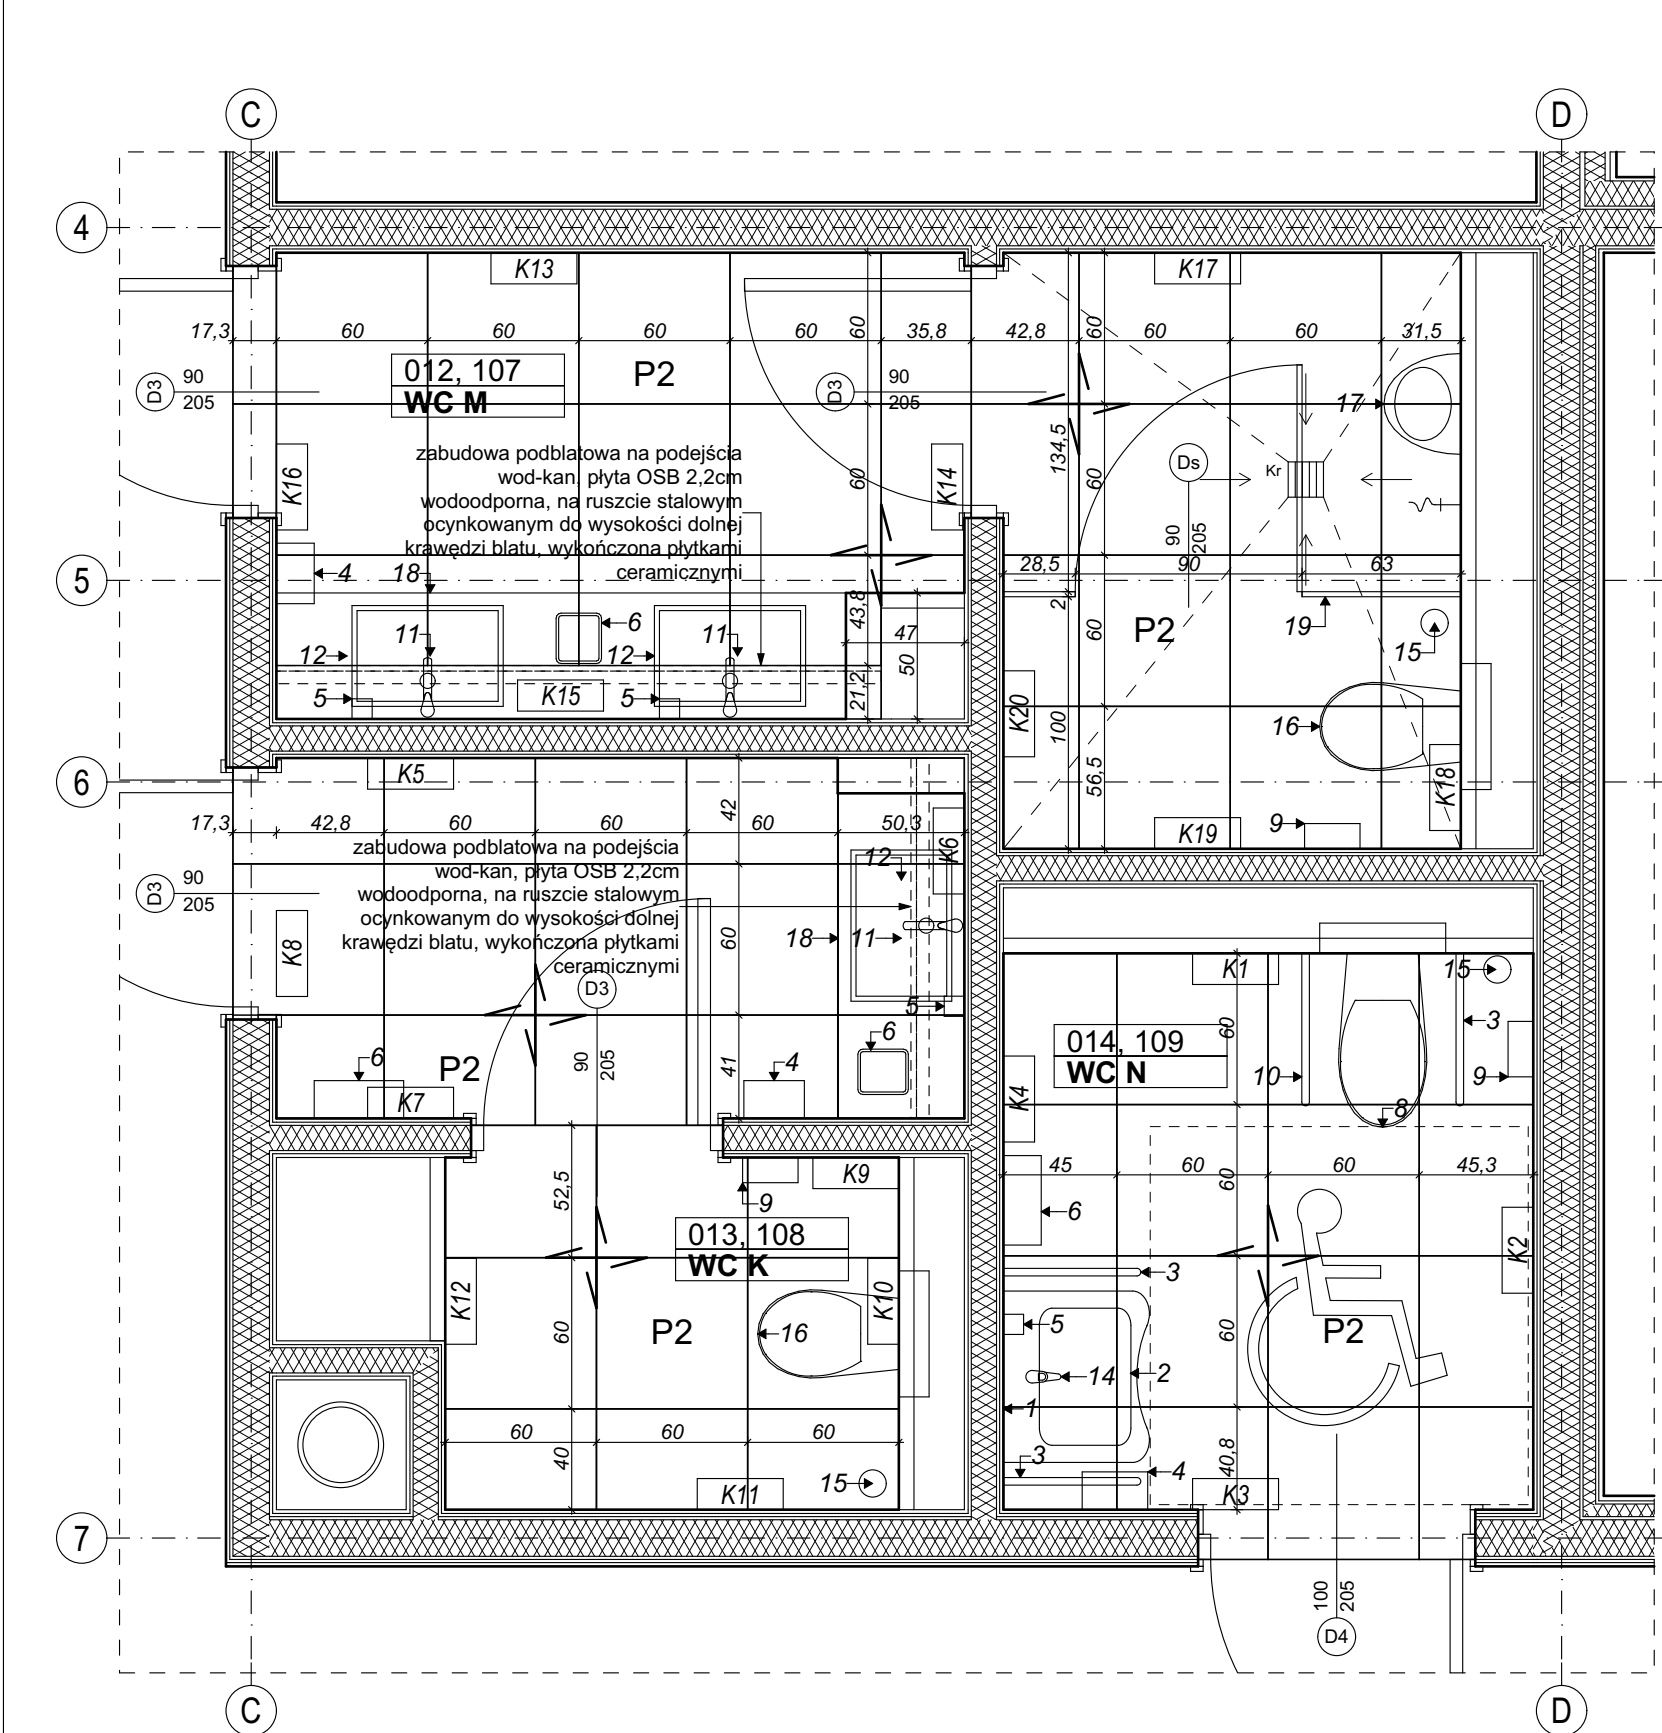 C
D
4
K13
K17
17,3
60
60
60
60
60
35,8
42,8
60
60
60
31,5
012, 107
WC M
P2
D3
90
205
D3
90
205
17
134,5
zabudowa podblatowa na podejścia
wod-kan, płyta OSB 2,2cm
wodoodporna, na ruszcie stalowym
ocynkowanym do wysokości dolnej
krawędzi blatu, wykończona płytkami
ceramicznymi
K16
K14
60
60
Ds
90
205
Kr
5
4
18
28,5
90
63
2
43,8
47
50
21,2
60
P2
19
15
11
6
11
12
12
5
K15
5
K20
100
16
56,5
K18
6
K5
42
17,3
42,8
60
60
60
50,3
K19
9
zabudowa podblatowa na podejścia
wod-kan, płyta OSB 2,2cm
wodoodporna, na ruszcie stalowym
ocynkowanym do wysokości dolnej
krawędzi blatu, wykończona płytkami
ceramicznymi
D3
90
205
12
K6
K8
60
18
11
5
D3
90
205
K1
15
6
P2
41
4
6
K7
014, 109
WC N
60
3
10
9
8
K4
52,5
K9
9
45
60
60
45,3
60
6
013, 108
WC K
K2
K12
K10
3
60
P2
16
5
60
P2
14
2
1
60
60
60
40
3
4
40,8
K3
K11
15
7
100
205
D4
C
D